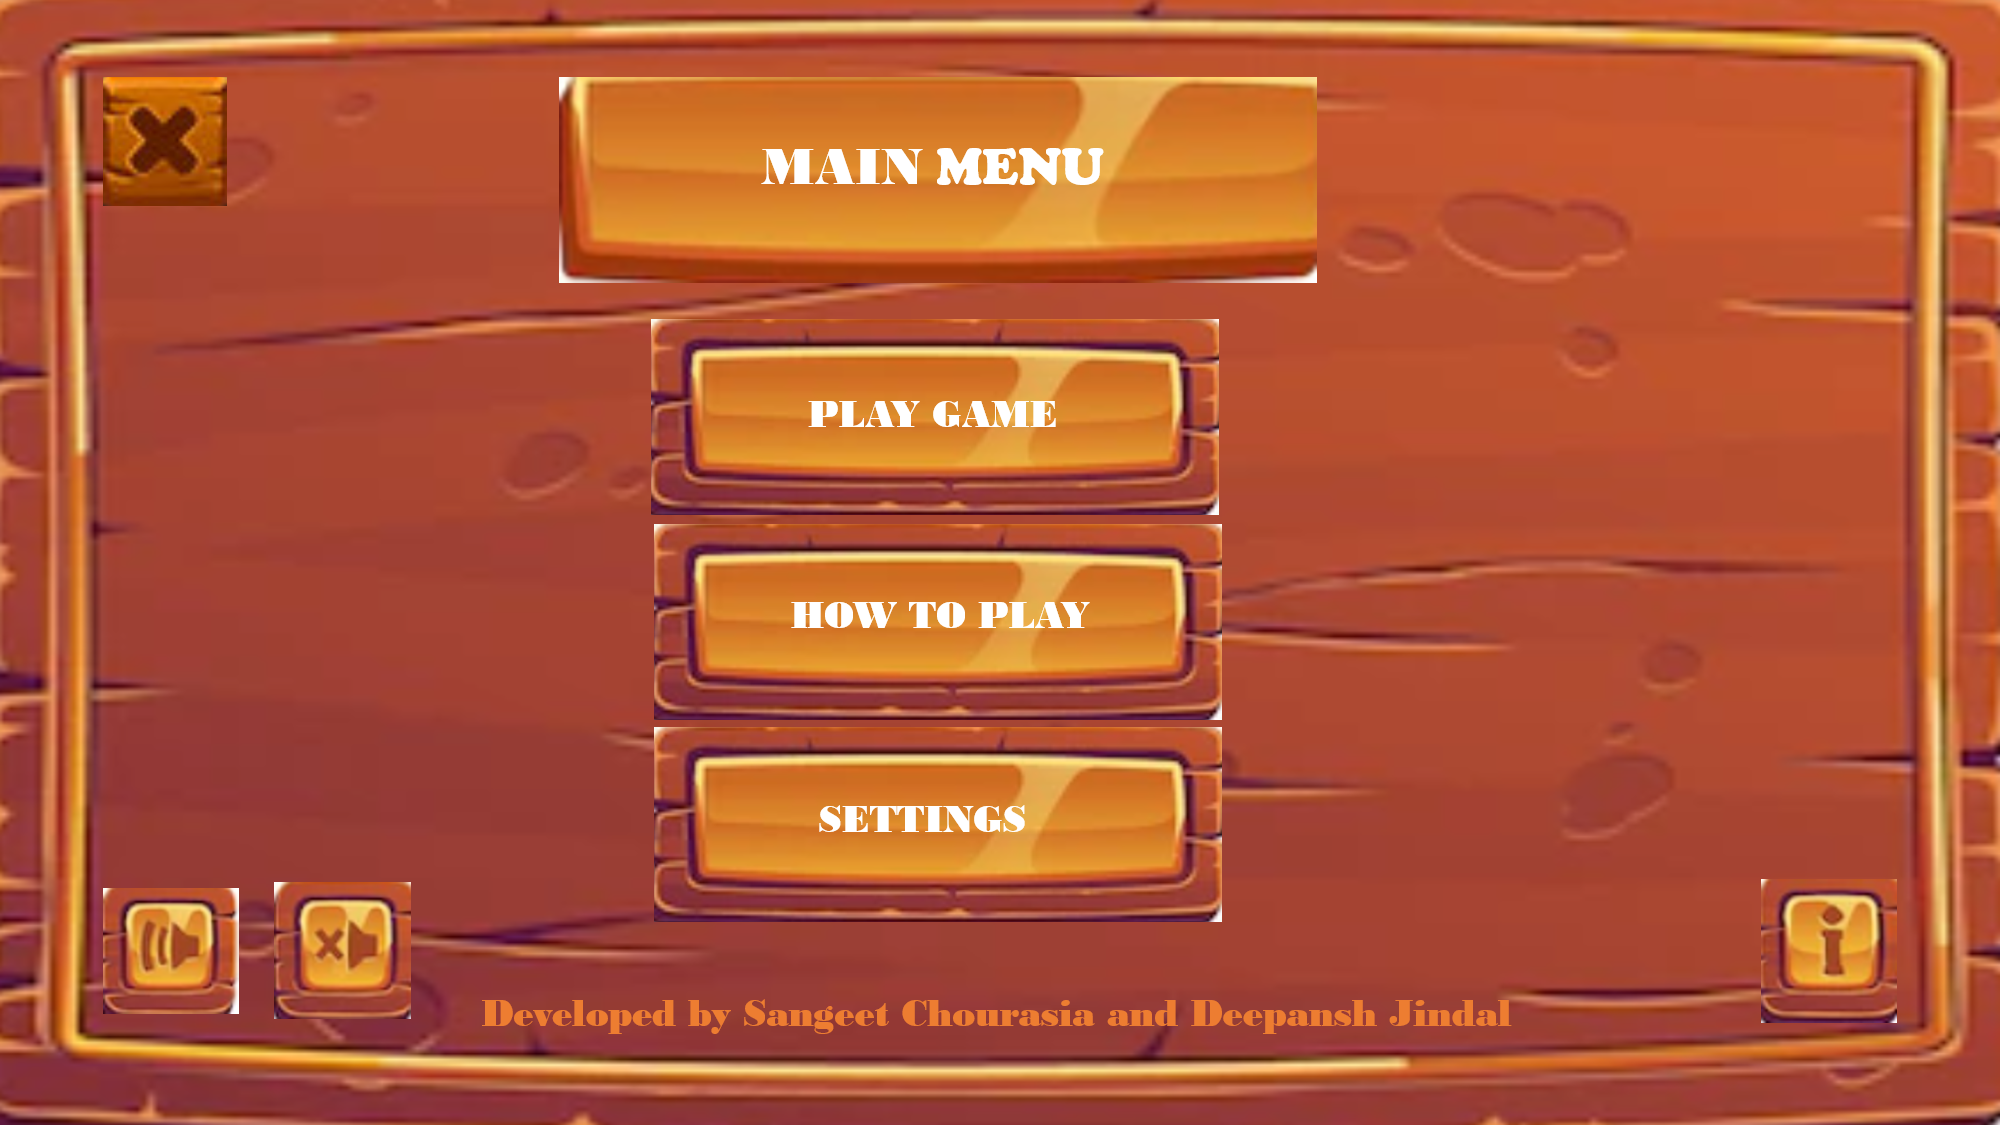 MAIN MENU
PLAY GAME
HOW TO PLAY
SETTINGS
Developed by Sangeet Chourasia and Deepansh Jindal